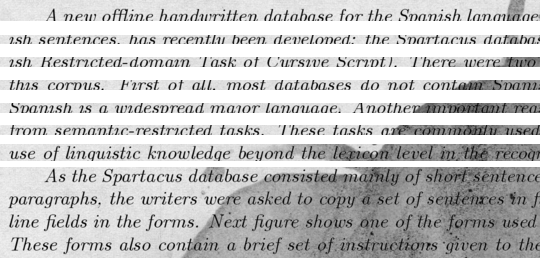 A new offline handwritten database for the Spanish language
ish sentences, has recently been developed: the Spartacus
ish Restricted-domain Task of Cursive Script). There were two
this corpus. First of all, most databases do not contain
Spanish is a widespread major language. Another important
from semantic-restricted tasks. These tasks are commonly used
use of linguistic knowledge beyond the lexicon level in the
As the Spartacus database consisted mainly of short sentence
paragraphs, the writers were asked to copy a set of sentences in
line fields in the forms. Next figure shows one of the forms used
These forms also contain a brief set of instructions given to the